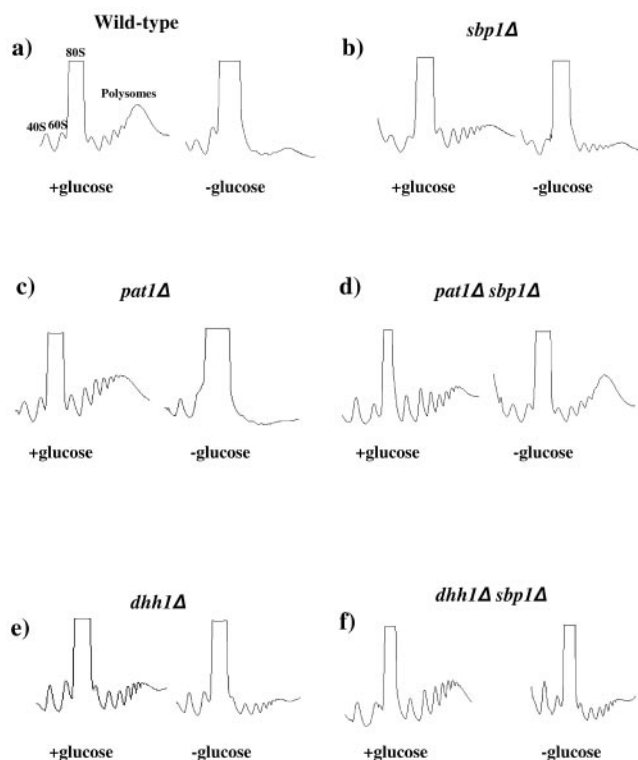 Wild-type
sbp1Δ
a)
b)
80S
Polysomes
40S 60S
+glucose
-glucose
+glucose
-glucose
c)
pat1Δ
d)
pat1Δ sbp1Δ
+glucose
-glucose
+glucose
-glucose
dhh1Δ
dhh1Δ sbp1Δ
e)
f)
+glucose
-glucose
+glucose
-glucose